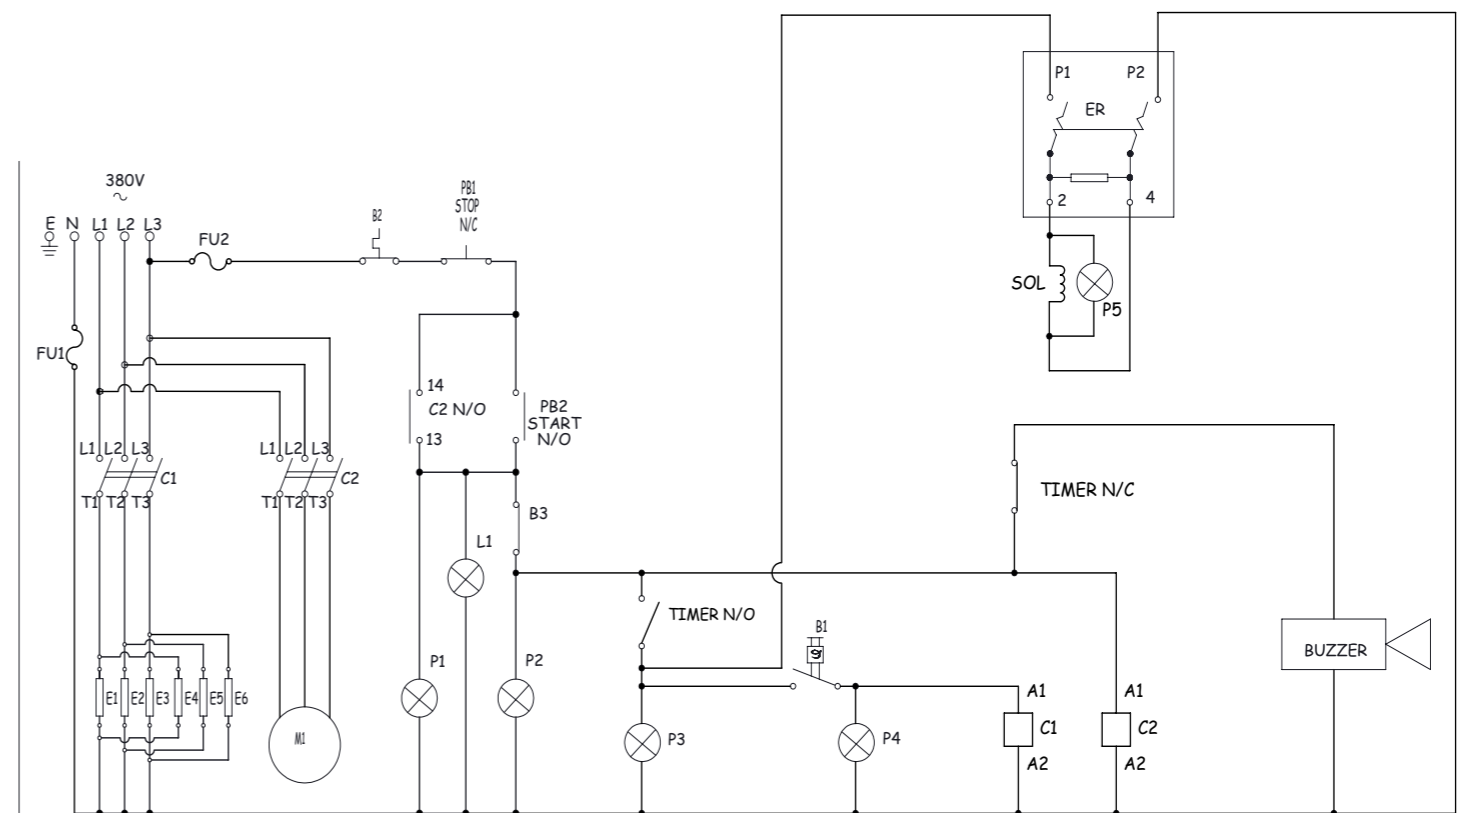 P1 P2
ER
2 4
SOL
P5
380V
~
E N L1 L2 L3
FU2
B2
PB1
STOP
N/C
FU1
14
C2 N/O
13
PB2
START
N/O
L1 L2 L3
C1
T1 T2 T3
L1 L2 L3
C2
T1 T2 T3
B3
L1
TIMER N/C
TIMER N/O
B1
P1
P2
BUZZER
E1 E2 E3 E4 E5 E6
M1
P3
P4
A1
C1
A2
A1
C2
A2